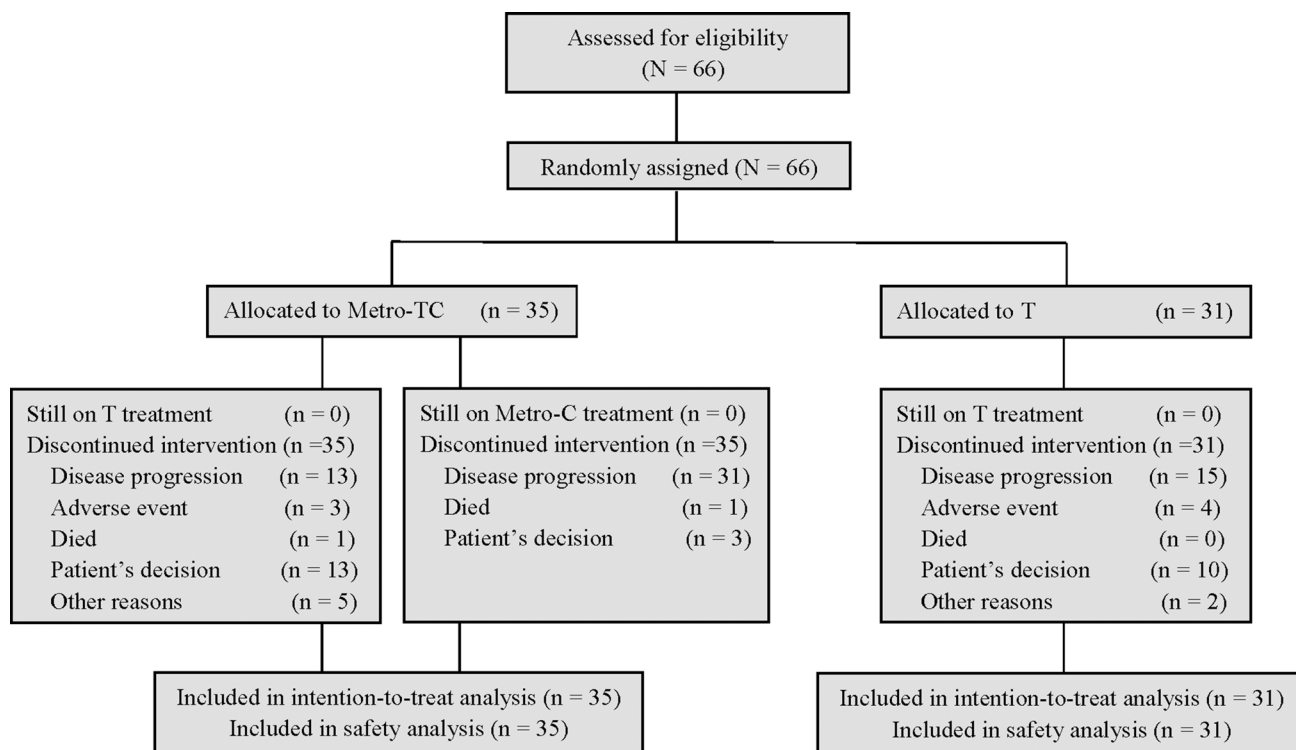 Assessed for eligibility
(N = 66)
Randomly assigned (N = 66)
Allocated to Metro-TC (n = 35)
Allocated to T (n = 31)
Still on T treatment (n = 0)
Discontinued intervention (n =35)
Disease progression (n = 13)
Adverse event (n = 3)
Died (n = 1)
Patient's decision (n = 13)
Other reasons (n = 5)
Still on Metro-C treatment (n = 0)
Discontinued intervention (n =35)
Disease progression (n = 31)
Died (n = 1)
Patient's decision (n = 3)
Still on T treatment (n = 0)
Discontinued intervention (n =31)
Disease progression (n = 15)
Adverse event (n = 4)
Died (n = 0)
Patient's decision (n = 10)
Other reasons (n = 2)
Included in intention-to-treat analysis (n = 35)
Included in safety analysis (n = 35)
Included in intention-to-treat analysis (n = 31)
Included in safety analysis (n = 31)